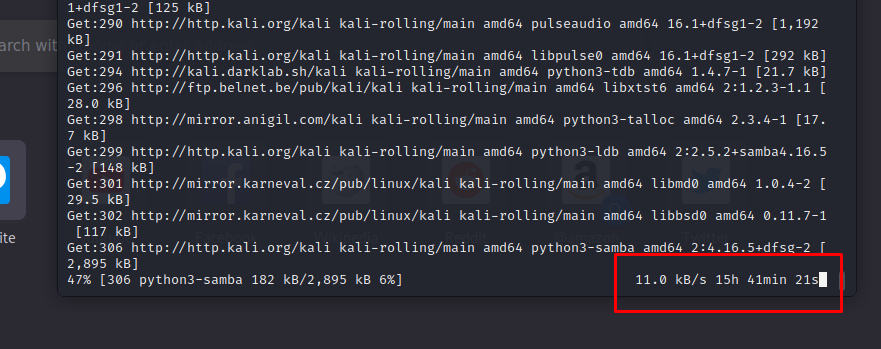 1+dfsg1-2 [125 kB]
Get:290 http://http.kali.org/kali kali-rolling/main amd64 pulseaudio amd64 16.1+dfsg1-2 [1,192
kB]
arch wit
Get:291 http://http.kali.org/kali kali-rolling/main amd64 libpulse0 amd64 16.1+dfsg1-2 [292 kB]
Get:294 http://kali.darklab.sh/kali kali-rolling/main amd64 python3-tdb amd64 1.4.7-1 [21.7 kB]
Get:296 http://ftp.belnet.be/pub/kali/kali kali-rolling/main amd64 libxtst6 amd64 2:1.2.3-1.1 [
28.0 kB]
Get:298 http://mirror.anigil.com/kali kali-rolling/main amd64 python3-talloc amd64 2.3.4-1 [17.
7 kB]
Get:299 http://http.kali.org/kali kali-rolling/main amd64 python3-ldb amd64 2:2.5.2+samba4.16.5
-2 [148 kB]
Get:301 http://mirror.karneval.cz/pub/linux/kali kali-rolling/main amd64 libmd0 amd64 1.0.4-2 [
29.5 kB]
Get:302 http://mirror.karneval.cz/pub/linux/kali kali-rolling/main amd64 libbsd0 amd64 0.11.7-1
[117 kB]
ite
Get:306 http://http.kali.org/kali kali-rolling/main amd64 python3-samba amd64 2:4.16.5+dfsg-2 [
2,895 kB]
47% [306 python3-samba 182 kB/2,895 kB 6%] 11.0 kB/s 15h 41min 21s